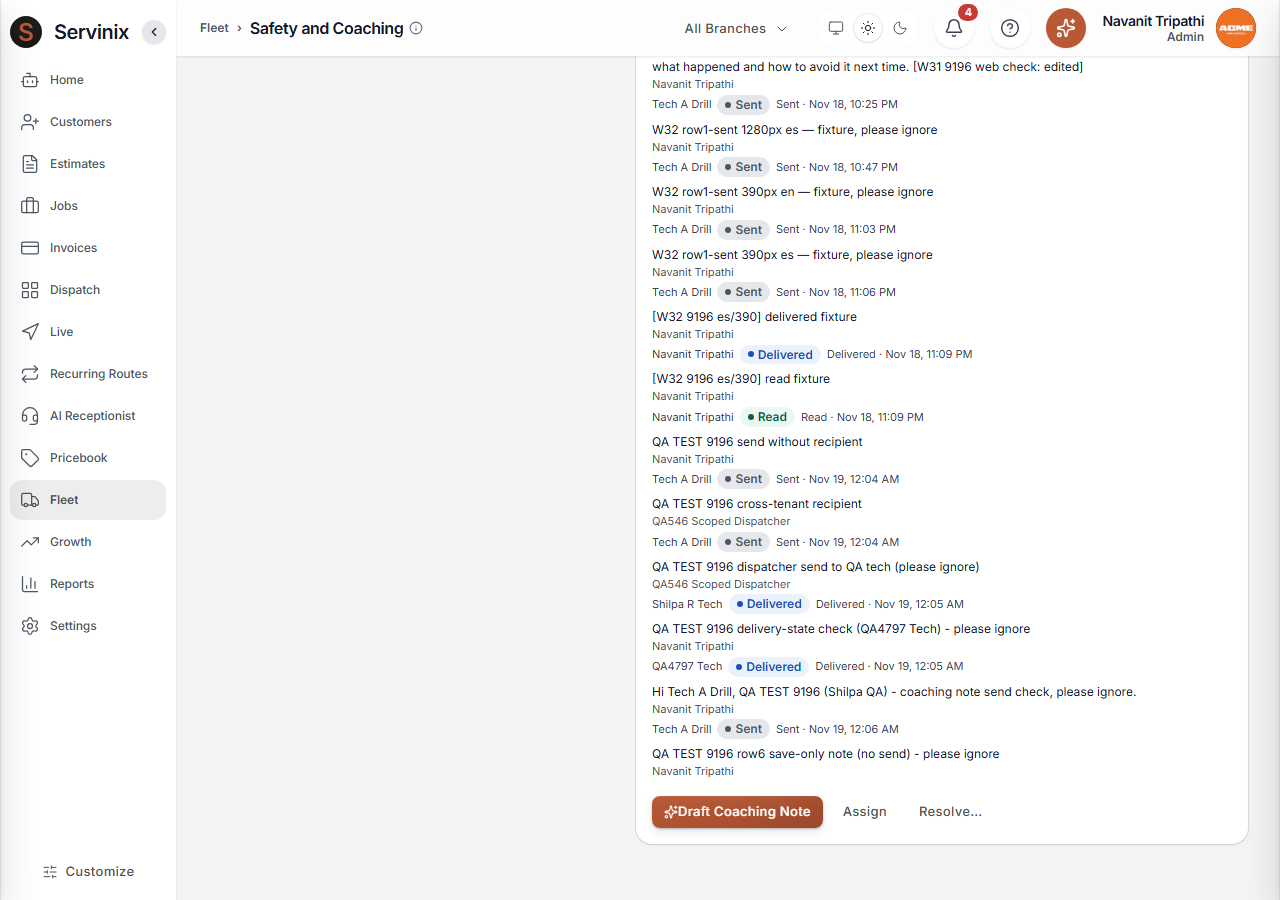 S Servinix
Home
Customers
Estimates
Jobs
Invoices
Dispatch
Live
Recurring Routes
AI Receptionist
Pricebook
Fleet
Growth
Reports
Settings
Customize
Fleet › Safety and Coaching
All Branches
4
Navanit Tripathi
Admin
ACME
what happened and how to avoid it next time. [W31 9196 web check: edited]
Navanit Tripathi
Tech A Drill Sent Sent · Nov 18, 10:25 PM
W32 row1-sent 1280px es — fixture, please ignore
Navanit Tripathi
Tech A Drill Sent Sent · Nov 18, 10:47 PM
W32 row1-sent 390px en — fixture, please ignore
Navanit Tripathi
Tech A Drill Sent Sent · Nov 18, 11:03 PM
W32 row1-sent 390px es — fixture, please ignore
Navanit Tripathi
Tech A Drill Sent Sent · Nov 18, 11:06 PM
[W32 9196 es/390] delivered fixture
Navanit Tripathi
Navanit Tripathi Delivered Delivered · Nov 18, 11:09 PM
[W32 9196 es/390] read fixture
Navanit Tripathi
Navanit Tripathi Read Read · Nov 18, 11:09 PM
QA TEST 9196 send without recipient
Navanit Tripathi
Tech A Drill Sent Sent · Nov 19, 12:04 AM
QA TEST 9196 cross-tenant recipient
QA546 Scoped Dispatcher
Tech A Drill Sent Sent · Nov 19, 12:04 AM
QA TEST 9196 dispatcher send to QA tech (please ignore)
QA546 Scoped Dispatcher
Shilpa R Tech Delivered Delivered · Nov 19, 12:05 AM
QA TEST 9196 delivery-state check (QA4797 Tech) - please ignore
Navanit Tripathi
QA4797 Tech Delivered Delivered · Nov 19, 12:05 AM
Hi Tech A Drill, QA TEST 9196 (Shilpa QA) - coaching note send check, please ignore.
Navanit Tripathi
Tech A Drill Sent Sent · Nov 19, 12:06 AM
QA TEST 9196 row6 save-only note (no send) - please ignore
Navanit Tripathi
Draft Coaching Note Assign Resolve...